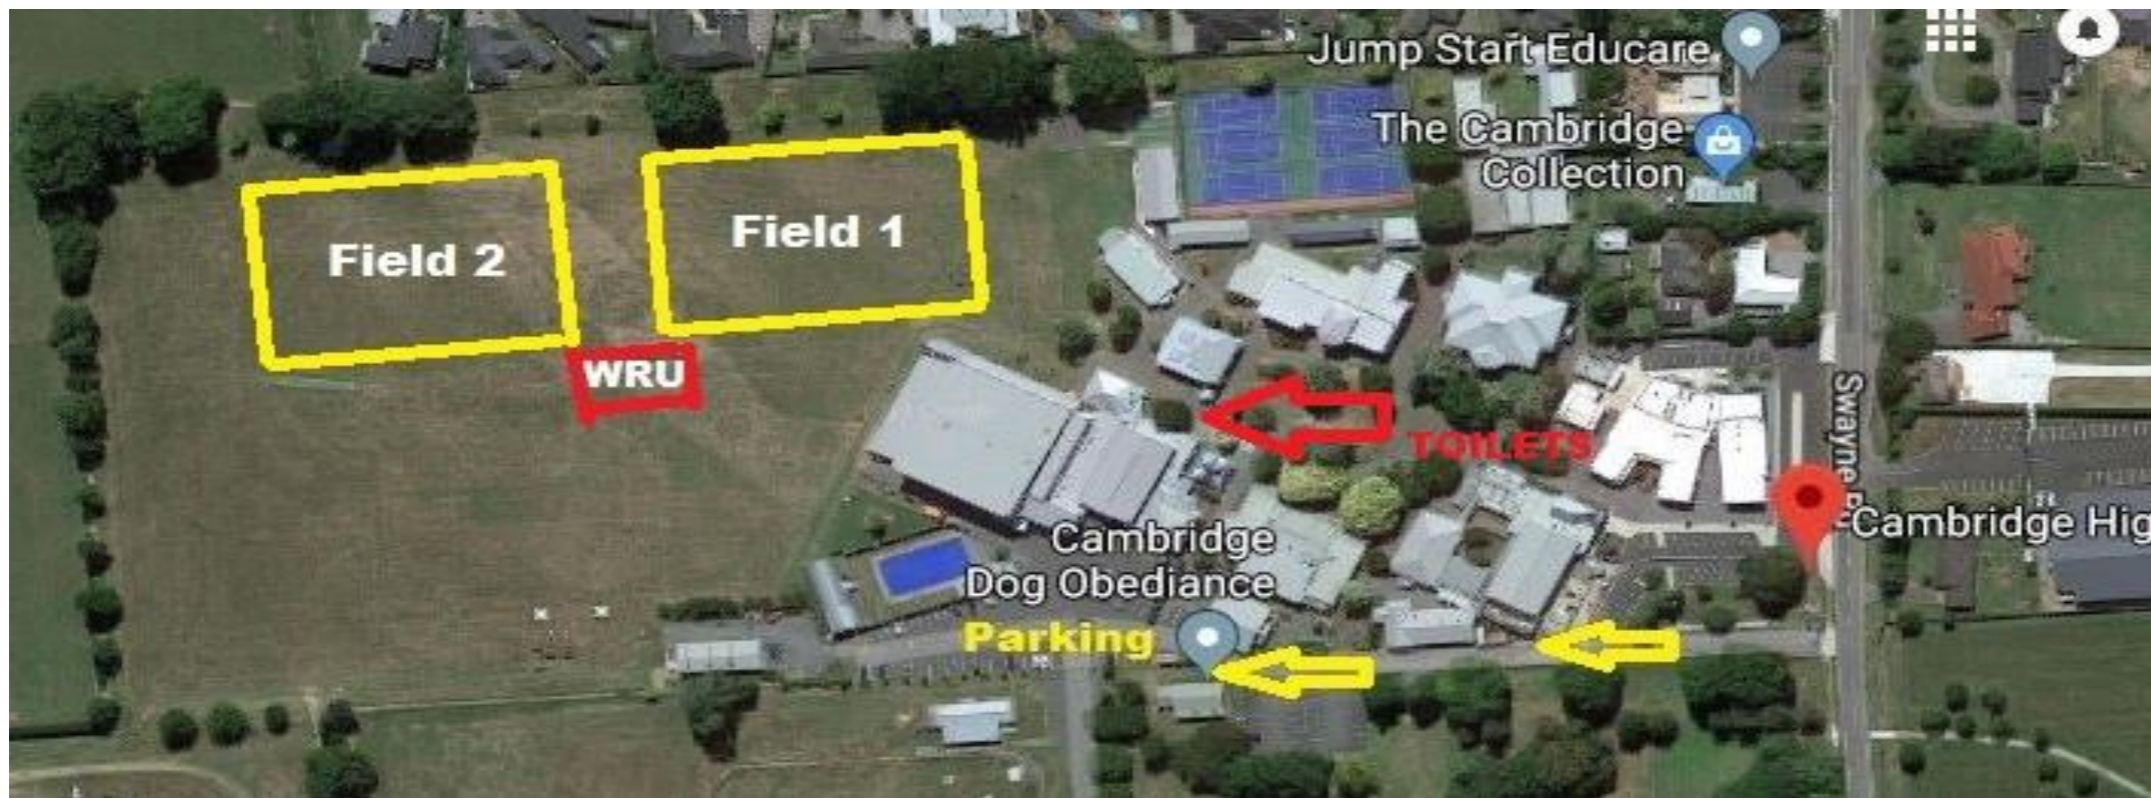 Jump Start Educare
The Cambridge
Collection
Field 1
Field 2
WRU
TOILETS
Swayne
Cambridge Hig
Cambridge
Dog Obediance
Parking